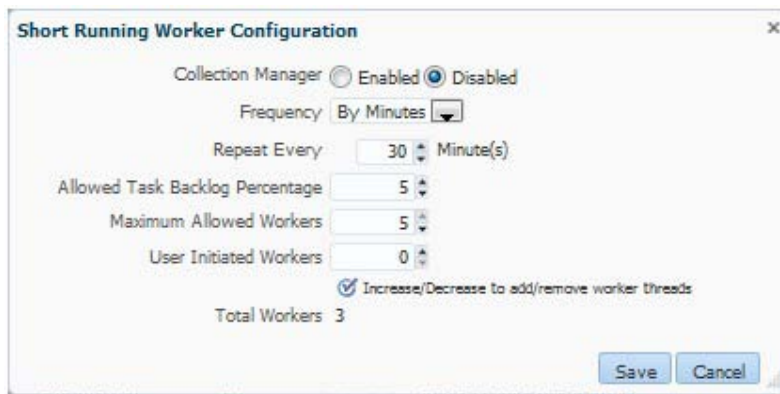 Short Running Worker Configuration
Collection Manager Enabled Disabled
Frequency By Minutes
Repeat Every 30 Minute(s)
Allowed Task Backlog Percentage 5
Maximum Allowed Workers 5
User Initiated Workers 0
Increase/Decrease to add/remove worker threads
Total Workers 3
Save Cancel